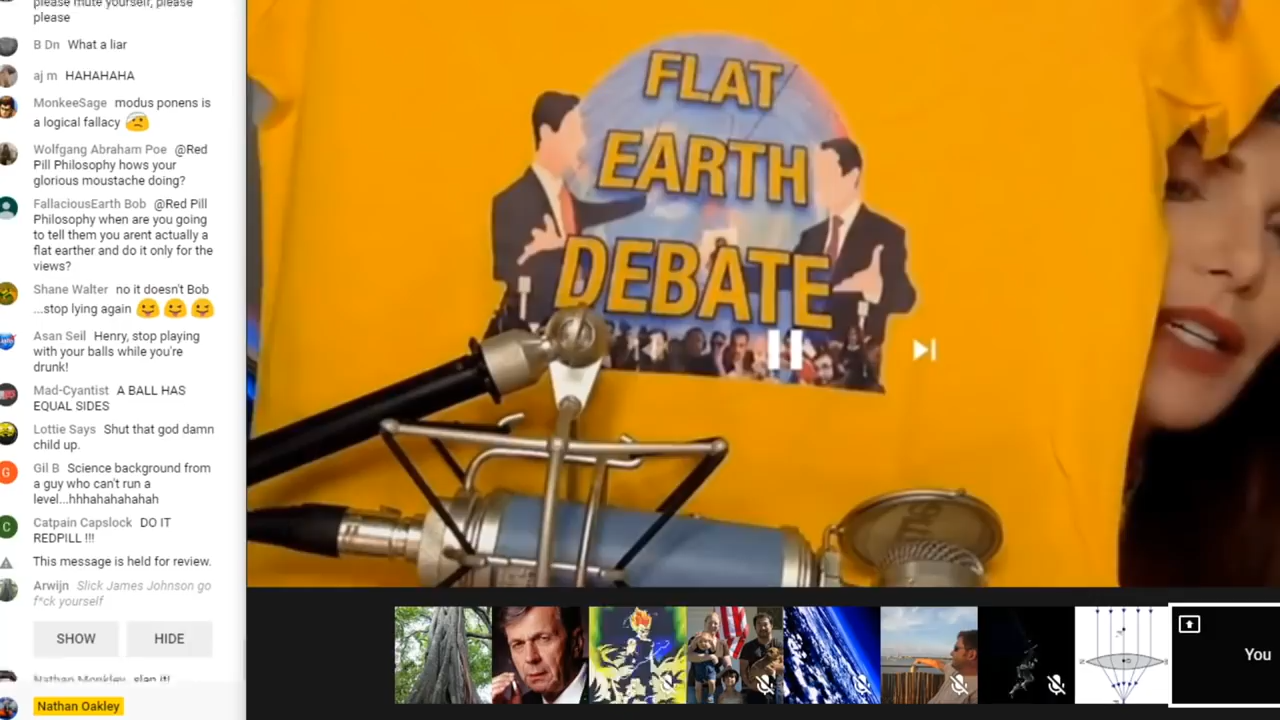 please mute yourself, please
please
B Dn What a liar
aj m HAHAHAHA
MonkeeSage modus ponens is
a logical fallacy
Wolfgang Abraham Poe @Red
Pill Philosophy hows your
glorious moustache doing?
FallaciousEarth Bob @Red Pill
Philosophy when are you going
to tell them you arent actually a
flat earther and do it only for the
views?
Shane Walter no it doesn't Bob
...stop lying again
Asan Seil Henry, stop playing
with your balls while you're
drunk!
Mad-Cyantist A BALL HAS
EQUAL SIDES
Lottie Says Shut that god damn
child up.
G Gil B Science background from
a guy who can't run a
level...hhahahahahah
C Catpain Capslock DO IT
REDPILL !!!
This message is held for review.
Arwijn Slick James Johnson go
f*ck yourself
SHOW HIDE
Nathan Monkley slap it!
Nathan Oakley
FLAT
EARTH
DEBATE
You